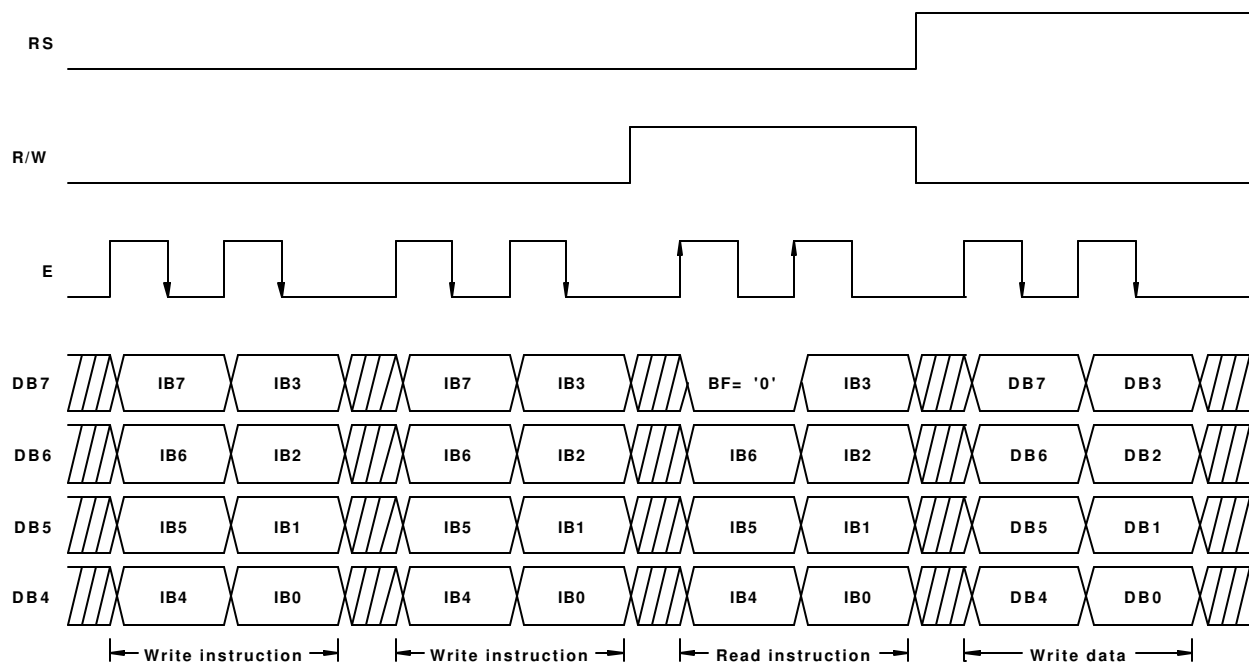 RS
R/W
E
DB7 IB7 IB3 IB7 IB3 BF= '0' IB3 DB7 DB3
DB6 IB6 IB2 IB6 IB2 IB6 IB2 DB6 DB2
DB5 IB5 IB1 IB5 IB1 IB5 IB1 DB5 DB1
DB4 IB4 IB0 IB4 IB0 IB4 IB0 DB4 DB0
Write instruction Write instruction Read instruction Write data